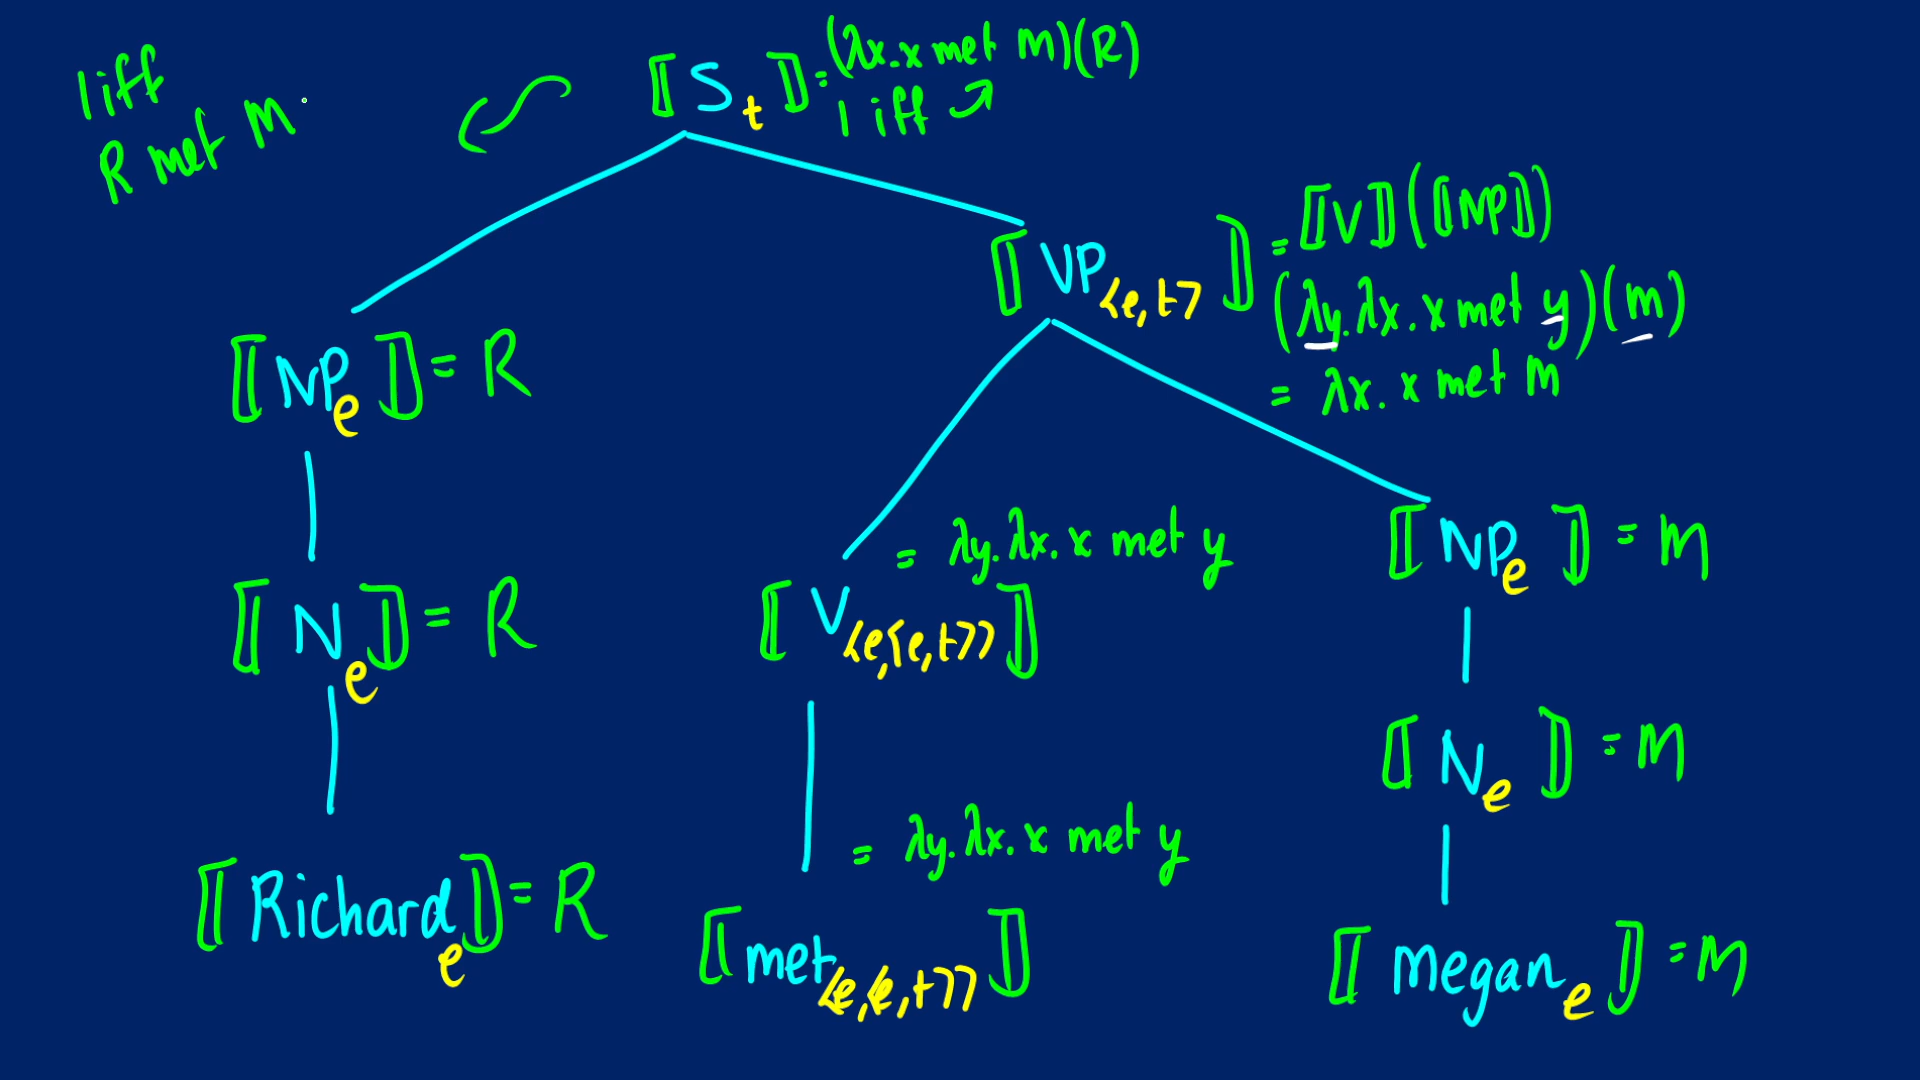 1 iff
R met M.
⟦S_t⟧ = (λx. x met m)(R)
1 iff ↗
⟦VP_⟨e,t⟩⟧ = ⟦V⟧(⟦NP⟧)
(λy. λx. x met y)(m)
= λx. x met m
⟦NP_e⟧ = R
= λy. λx. x met y
⟦NP_e⟧ = m
⟦N_e⟧ = R
⟦V_⟨e,⟨e,t⟩⟩⟧
⟦N_e⟧ = m
= λy. λx. x met y
⟦Richard_e⟧ = R
⟦met_⟨e,⟨e,t⟩⟩⟧
⟦megan_e⟧ = m